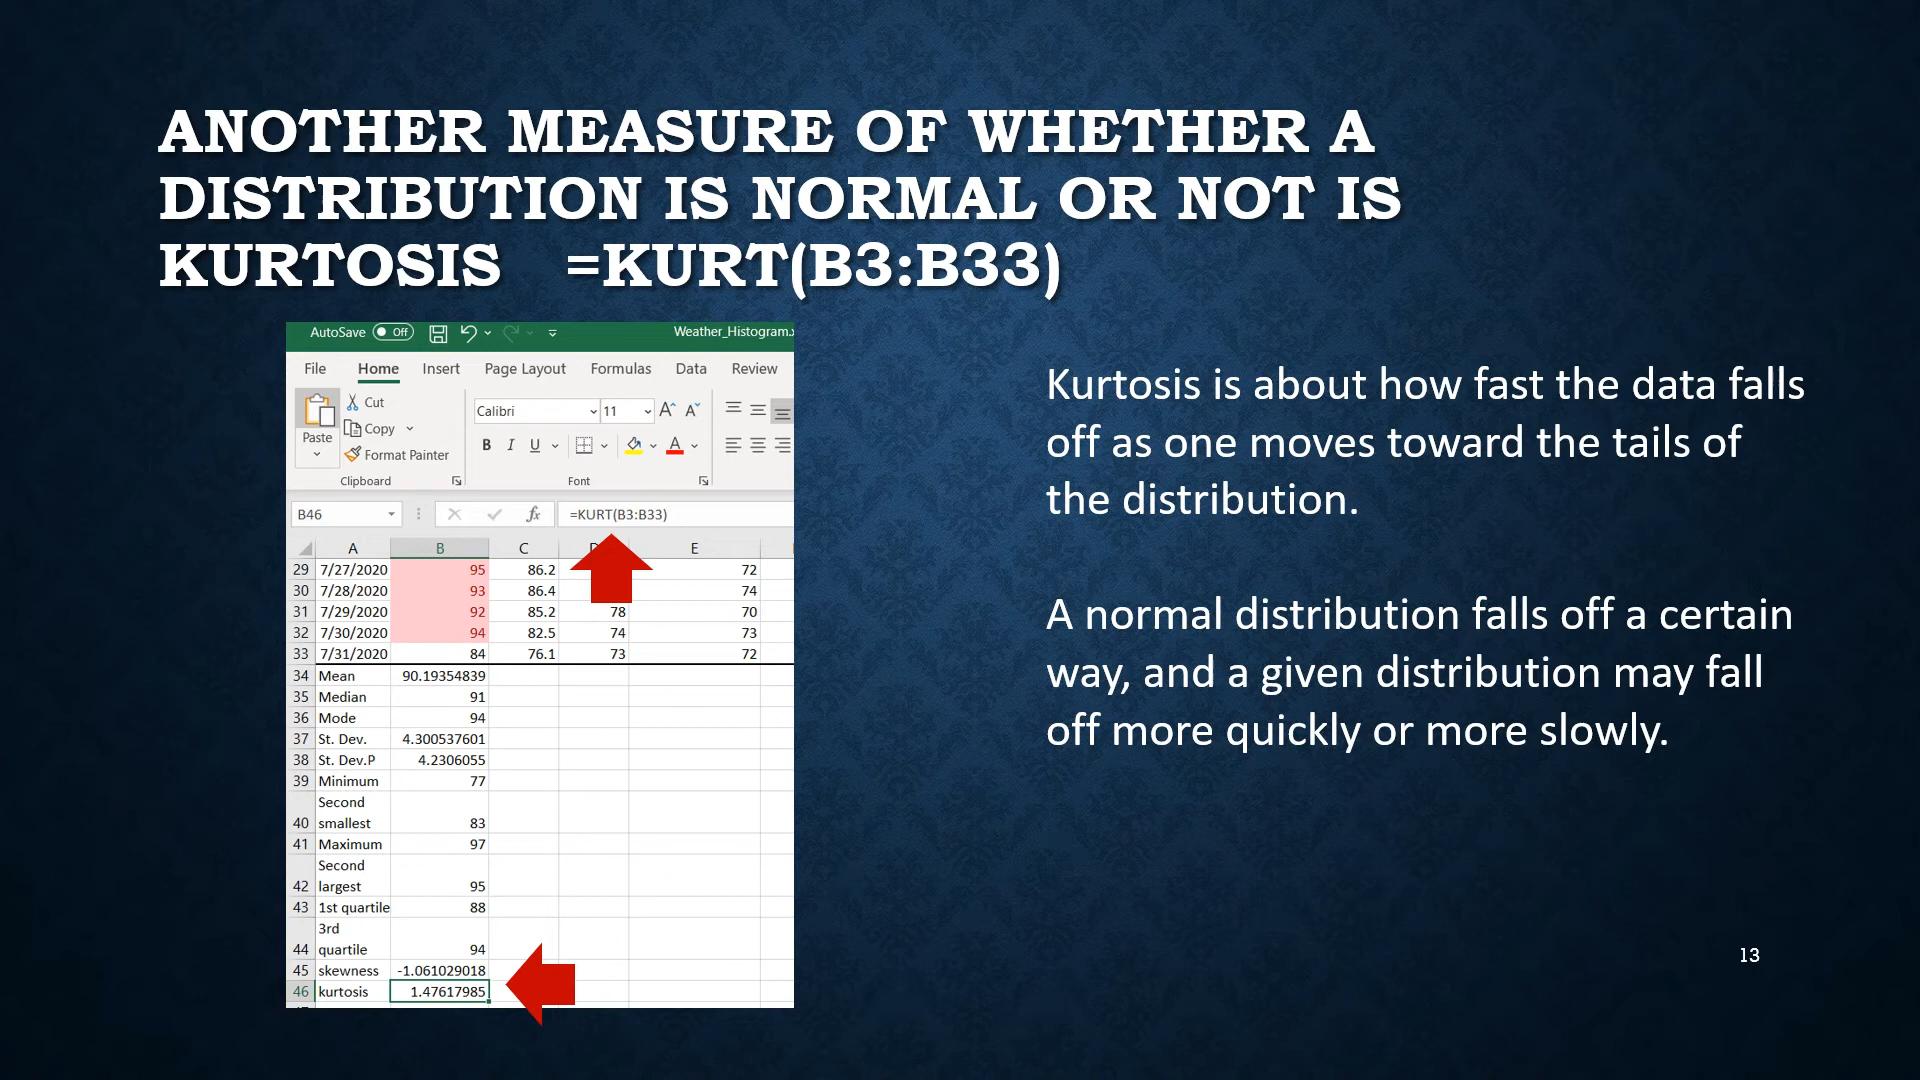 ANOTHER MEASURE OF WHETHER A
DISTRIBUTION IS NORMAL OR NOT IS
KURTOSIS =KURT(B3:B33)
AutoSave Off Weather_Histogram.x
File Home Insert Page Layout Formulas Data Review
Paste
Cut
Copy
Format Painter
Clipboard
Calibri 11
B I U A
Font
B46 fx =KURT(B3:B33)
A B C D E
29 7/27/2020 95 86.2 72
30 7/28/2020 93 86.4 74
31 7/29/2020 92 85.2 78 70
32 7/30/2020 94 82.5 74 73
33 7/31/2020 84 76.1 73 72
34 Mean 90.19354839
35 Median 91
36 Mode 94
37 St. Dev. 4.300537601
38 St. Dev.P 4.2306055
39 Minimum 77
Second
40 smallest 83
41 Maximum 97
Second
42 largest 95
43 1st quartile 88
3rd
44 quartile 94
45 skewness -1.061029018
46 kurtosis 1.47617985
Kurtosis is about how fast the data falls
off as one moves toward the tails of
the distribution.
A normal distribution falls off a certain
way, and a given distribution may fall
off more quickly or more slowly.
13